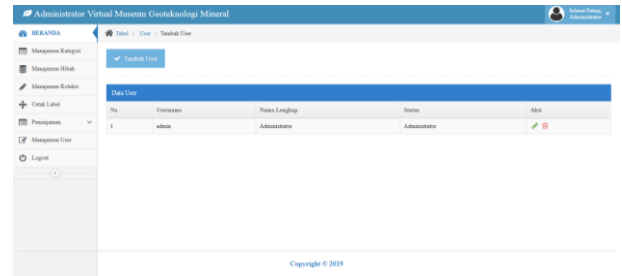 Administrator Virtual Museum Geoteknologi Mineral
Selamat Datang,
Administrator
BERANDA
Manajemen Kategori
Manajemen Hibah
Manajemen Koleksi
Cetak Label
Peminjaman
Manajemen User
Logout
Tabel
User
Tambah User
Tambah User
Data User
No Username Nama Lengkap Status Aksi
1 admin Administrator Administrator
Copyright © 2019